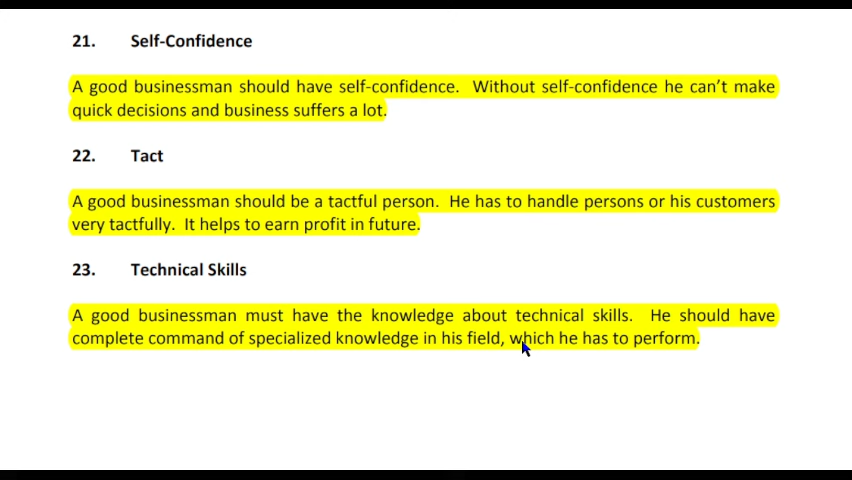 21. Self-Confidence
A good businessman should have self-confidence. Without self-confidence he can't make
quick decisions and business suffers a lot.
22. Tact
A good businessman should be a tactful person. He has to handle persons or his customers
very tactfully. It helps to earn profit in future.
23. Technical Skills
A good businessman must have the knowledge about technical skills. He should have
complete command of specialized knowledge in his field, which he has to perform.